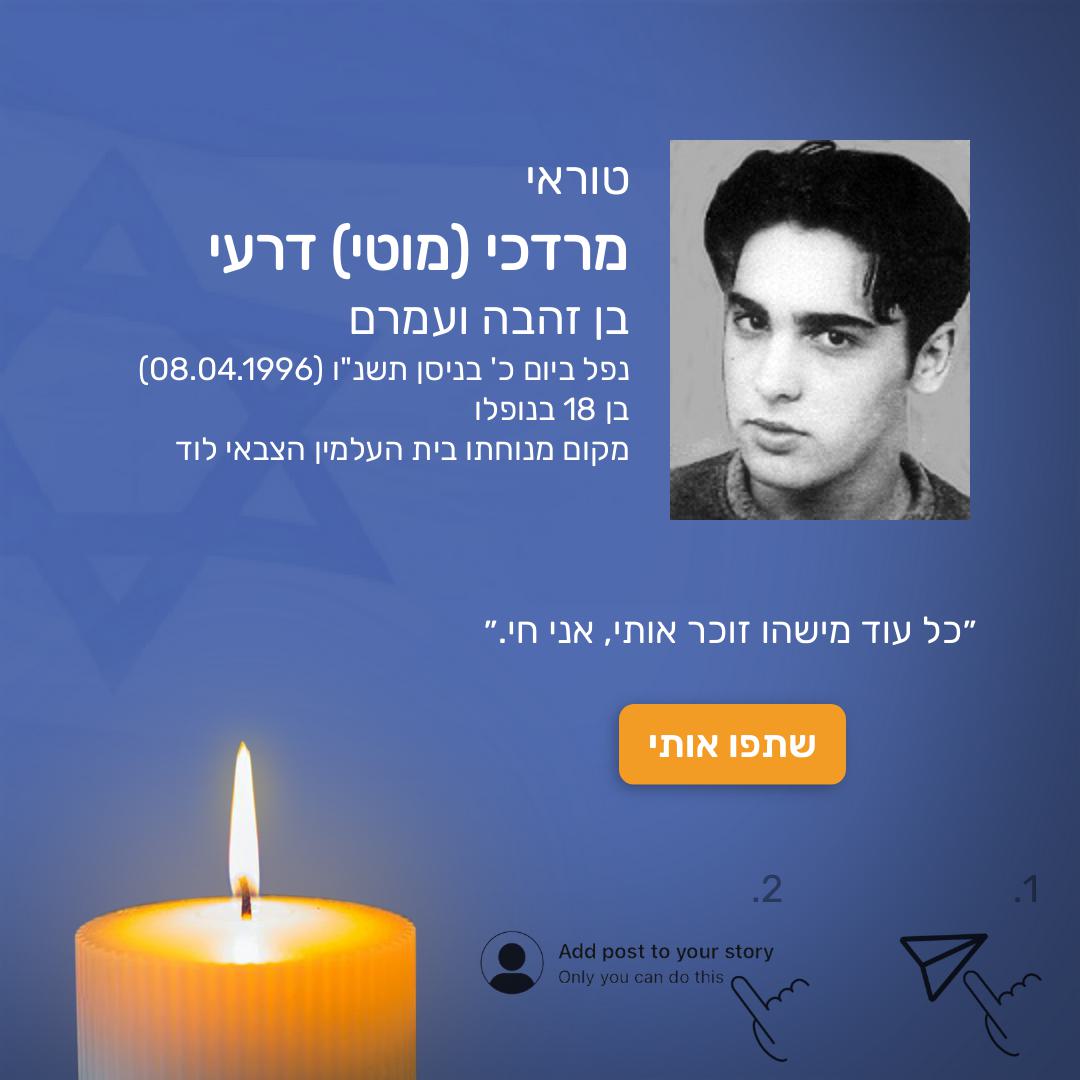 טוראי
מרדכי (מוטי) דרעי
בן זהבה ועמרם
נפל ביום כ' בניסן תשנ"ו (08.04.1996)
בן 18 בנופלו
מקום מנוחתו בית העלמין הצבאי לוד
״כל עוד מישהו זוכר אותי, אני חי.״
שתפו אותי
.1
.2
Add post to your story
Only you can do this